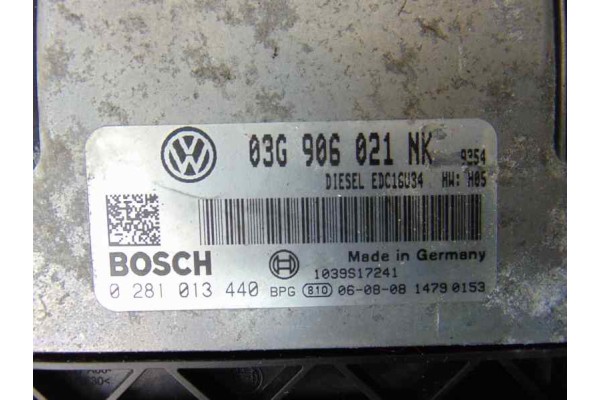 03G 906 021 NK 9354
DIESEL EDC16U34 HW: H05
BOSCH
Made in Germany
1039S17241
0 281 013 440 BPG 810 06-08-08 1479 0153